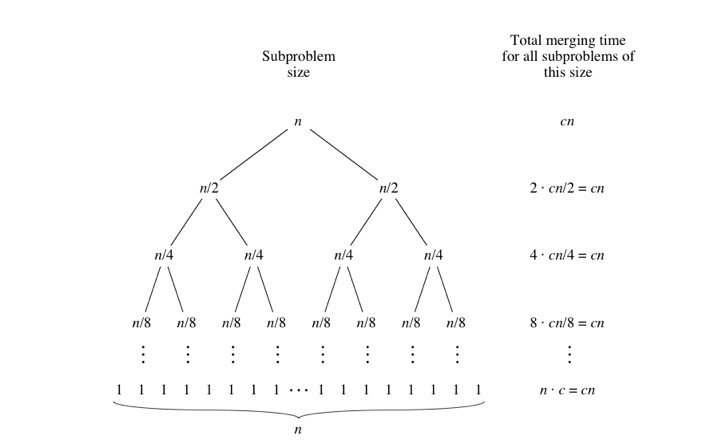 Subproblem
size
Total merging time
for all subproblems of
this size
n cn
n/2 n/2 2 · cn/2 = cn
n/4 n/4 n/4 n/4 4 · cn/4 = cn
n/8 n/8 n/8 n/8 n/8 n/8 n/8 n/8 8 · cn/8 = cn
⋮ ⋮ ⋮ ⋮ ⋮ ⋮ ⋮ ⋮ ⋮
1 1 1 1 1 1 1 1 ··· 1 1 1 1 1 1 1 1 n · c = cn
n